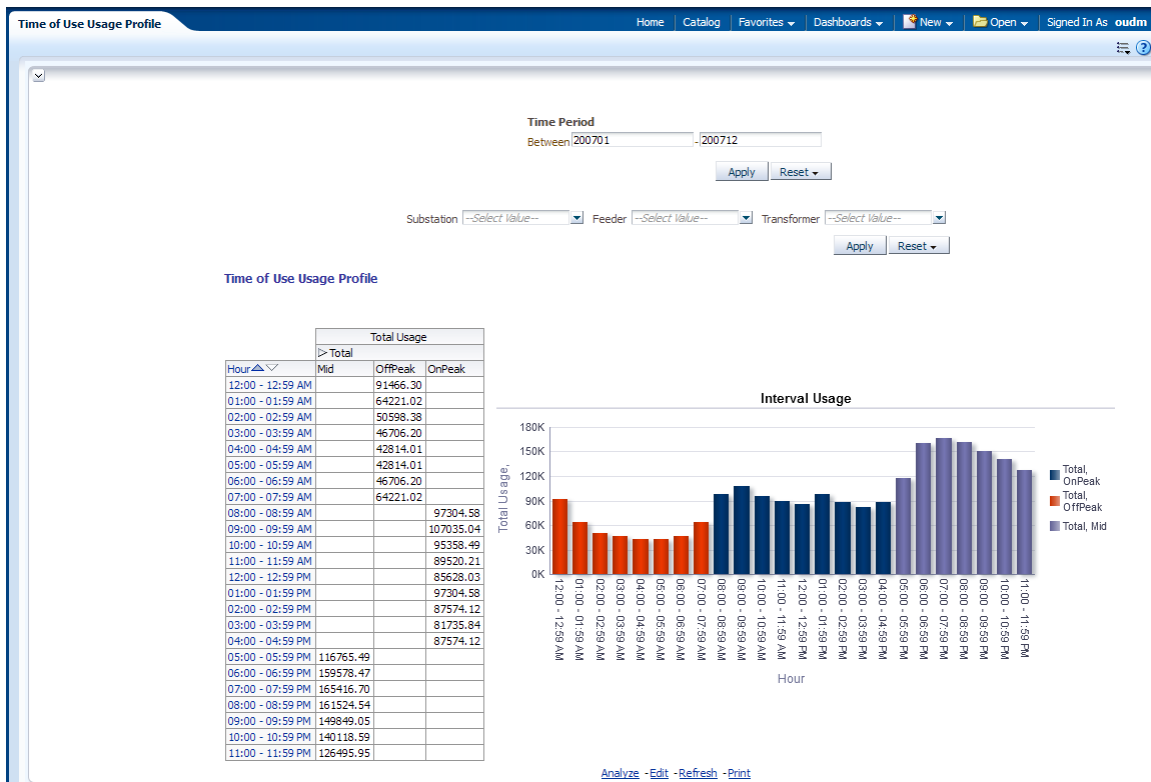 Time of Use Usage Profile
Home Catalog Favorites Dashboards New Open Signed In As oudm
Time Period
Between 200701 - 200712
Apply Reset
Substation --Select Value-- Feeder --Select Value-- Transformer --Select Value--
Apply Reset
Time of Use Usage Profile
Total Usage
Total
Hour Mid OffPeak OnPeak
12:00 - 12:59 AM 91466.30
01:00 - 01:59 AM 64221.02
02:00 - 02:59 AM 50598.38
03:00 - 03:59 AM 46706.20
04:00 - 04:59 AM 42814.01
05:00 - 05:59 AM 42814.01
06:00 - 06:59 AM 46706.20
07:00 - 07:59 AM 64221.02
08:00 - 08:59 AM 97304.58
09:00 - 09:59 AM 107035.04
10:00 - 10:59 AM 95358.49
11:00 - 11:59 AM 89520.21
12:00 - 12:59 PM 85628.03
01:00 - 01:59 PM 97304.58
02:00 - 02:59 PM 87574.12
03:00 - 03:59 PM 81735.84
04:00 - 04:59 PM 87574.12
05:00 - 05:59 PM 116765.49
06:00 - 06:59 PM 159578.47
07:00 - 07:59 PM 165416.70
08:00 - 08:59 PM 161524.54
09:00 - 09:59 PM 149849.05
10:00 - 10:59 PM 140118.59
11:00 - 11:59 PM 126495.95
Interval Usage
Total Usage,
180K
150K
120K
90K
60K
30K
0K
12:00 - 12:59 AM
01:00 - 01:59 AM
02:00 - 02:59 AM
03:00 - 03:59 AM
04:00 - 04:59 AM
05:00 - 05:59 AM
06:00 - 06:59 AM
07:00 - 07:59 AM
08:00 - 08:59 AM
09:00 - 09:59 AM
10:00 - 10:59 AM
11:00 - 11:59 AM
12:00 - 12:59 PM
01:00 - 01:59 PM
02:00 - 02:59 PM
03:00 - 03:59 PM
04:00 - 04:59 PM
05:00 - 05:59 PM
06:00 - 06:59 PM
07:00 - 07:59 PM
08:00 - 08:59 PM
09:00 - 09:59 PM
10:00 - 10:59 PM
11:00 - 11:59 PM
Hour
Total,
OnPeak
Total,
OffPeak
Total, Mid
Analyze - Edit - Refresh - Print